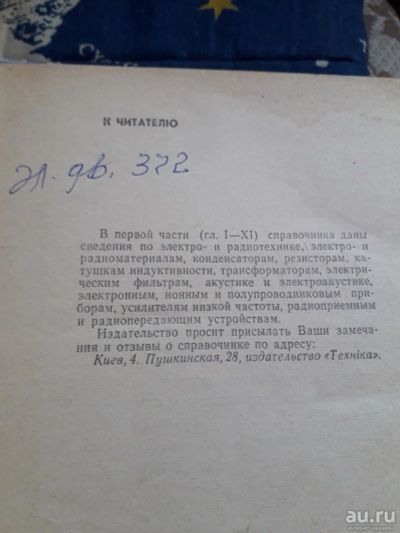 К ЧИТАТЕЛЮ
эл. дв. 372
В первой части (гл. I—XI) справочника даны
сведения по электро- и радиотехнике, электро- и
радиоматериалам, конденсаторам, резисторам, ка-
тушкам индуктивности, трансформаторам, электри-
ческим фильтрам, акустике и электроакустике,
электронным, ионным и полупроводниковым при-
борам, усилителям низкой частоты, радиоприемным
и радиопередающим устройствам.
Издательство просит присылать Ваши замеча-
ния и отзывы о справочнике по адресу:
Киев, 4. Пушкинская, 28, издательство «Техніка».
au.ru